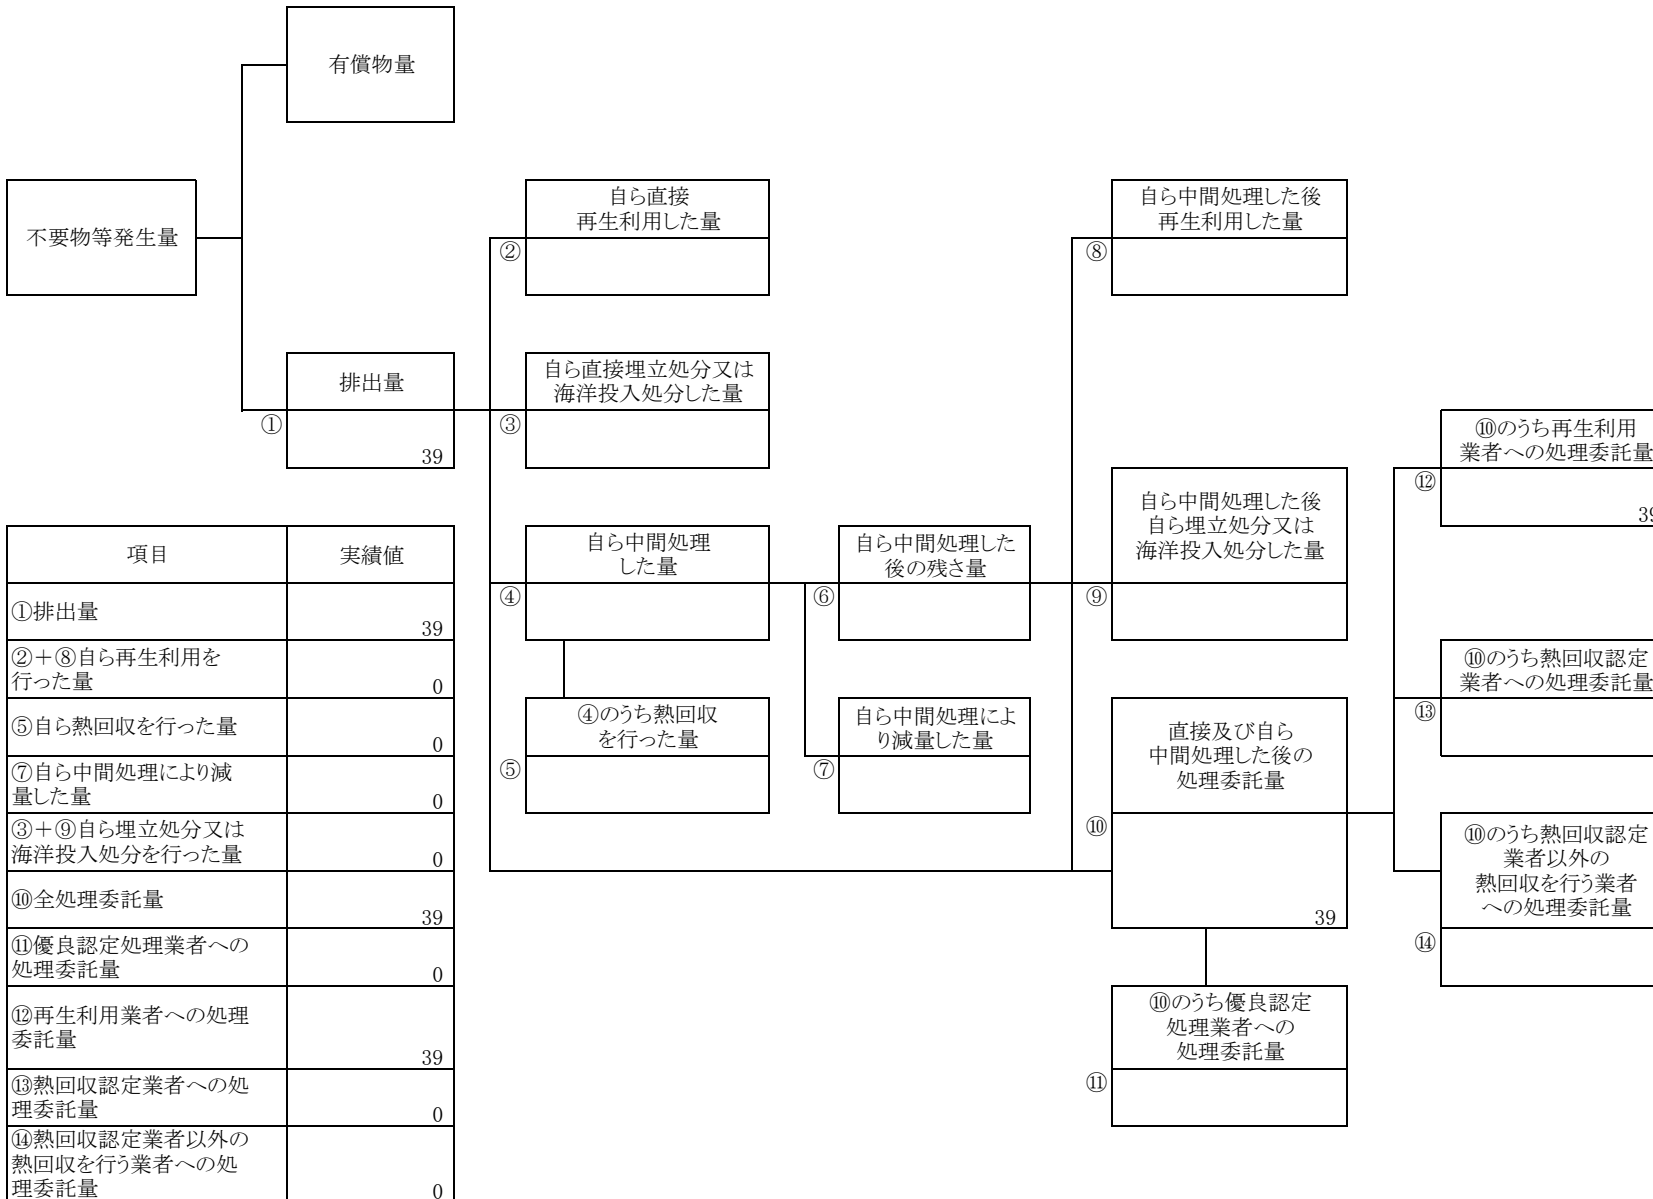 有償物量
不要物等発生量
自ら直接
再生利用した量
②
自ら中間処理した後
再生利用した量
⑧
排出量
①
39
自ら直接埋立処分又は
海洋投入処分した量
③
⑩のうち再生利用
業者への処理委託量
⑫
自ら中間処理した後
自ら埋立処分又は
海洋投入処分した量
⑨
自ら中間処理
した量
④
自ら中間処理した
後の残さ量
⑥
⑩のうち熱回収認定
業者への処理委託量
⑬
④のうち熱回収
を行った量
⑤
自ら中間処理によ
り減量した量
⑦
直接及び自ら
中間処理した後の
処理委託量
⑩
39
⑩のうち熱回収認定
業者以外の
熱回収を行う業者
への処理委託量
⑭
⑩のうち優良認定
処理業者への
処理委託量
⑪
項目 実績値
①排出量
39
②＋⑧自ら再生利用を
行った量
0
⑤自ら熱回収を行った量
0
⑦自ら中間処理により減
量した量
0
③＋⑨自ら埋立処分又は
海洋投入処分を行った量
0
⑩全処理委託量
39
⑪優良認定処理業者への
処理委託量
0
⑫再生利用業者への処理
委託量
39
⑬熱回収認定業者への処
理委託量
0
⑭熱回収認定業者以外の
熱回収を行う業者への処
理委託量
0